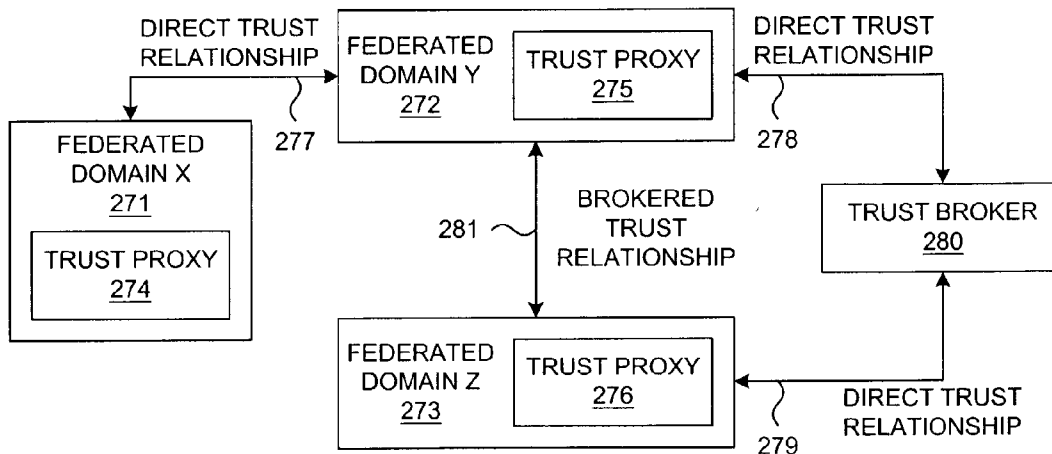 DIRECT TRUST
RELATIONSHIP
277
FEDERATED
DOMAIN X
271
TRUST PROXY
274
FEDERATED
DOMAIN Y
272
TRUST PROXY
275
DIRECT TRUST
RELATIONSHIP
278
281
BROKERED
TRUST
RELATIONSHIP
TRUST BROKER
280
FEDERATED
DOMAIN Z
273
TRUST PROXY
276
279
DIRECT TRUST
RELATIONSHIP